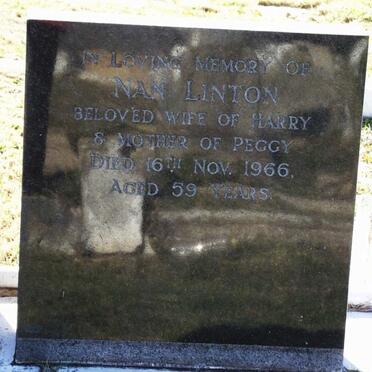 In Loving Memory of
Nan Linton
Beloved Wife of Harry
& Mother of Peggy
Died 16th Nov. 1966.
Aged 59 Years.